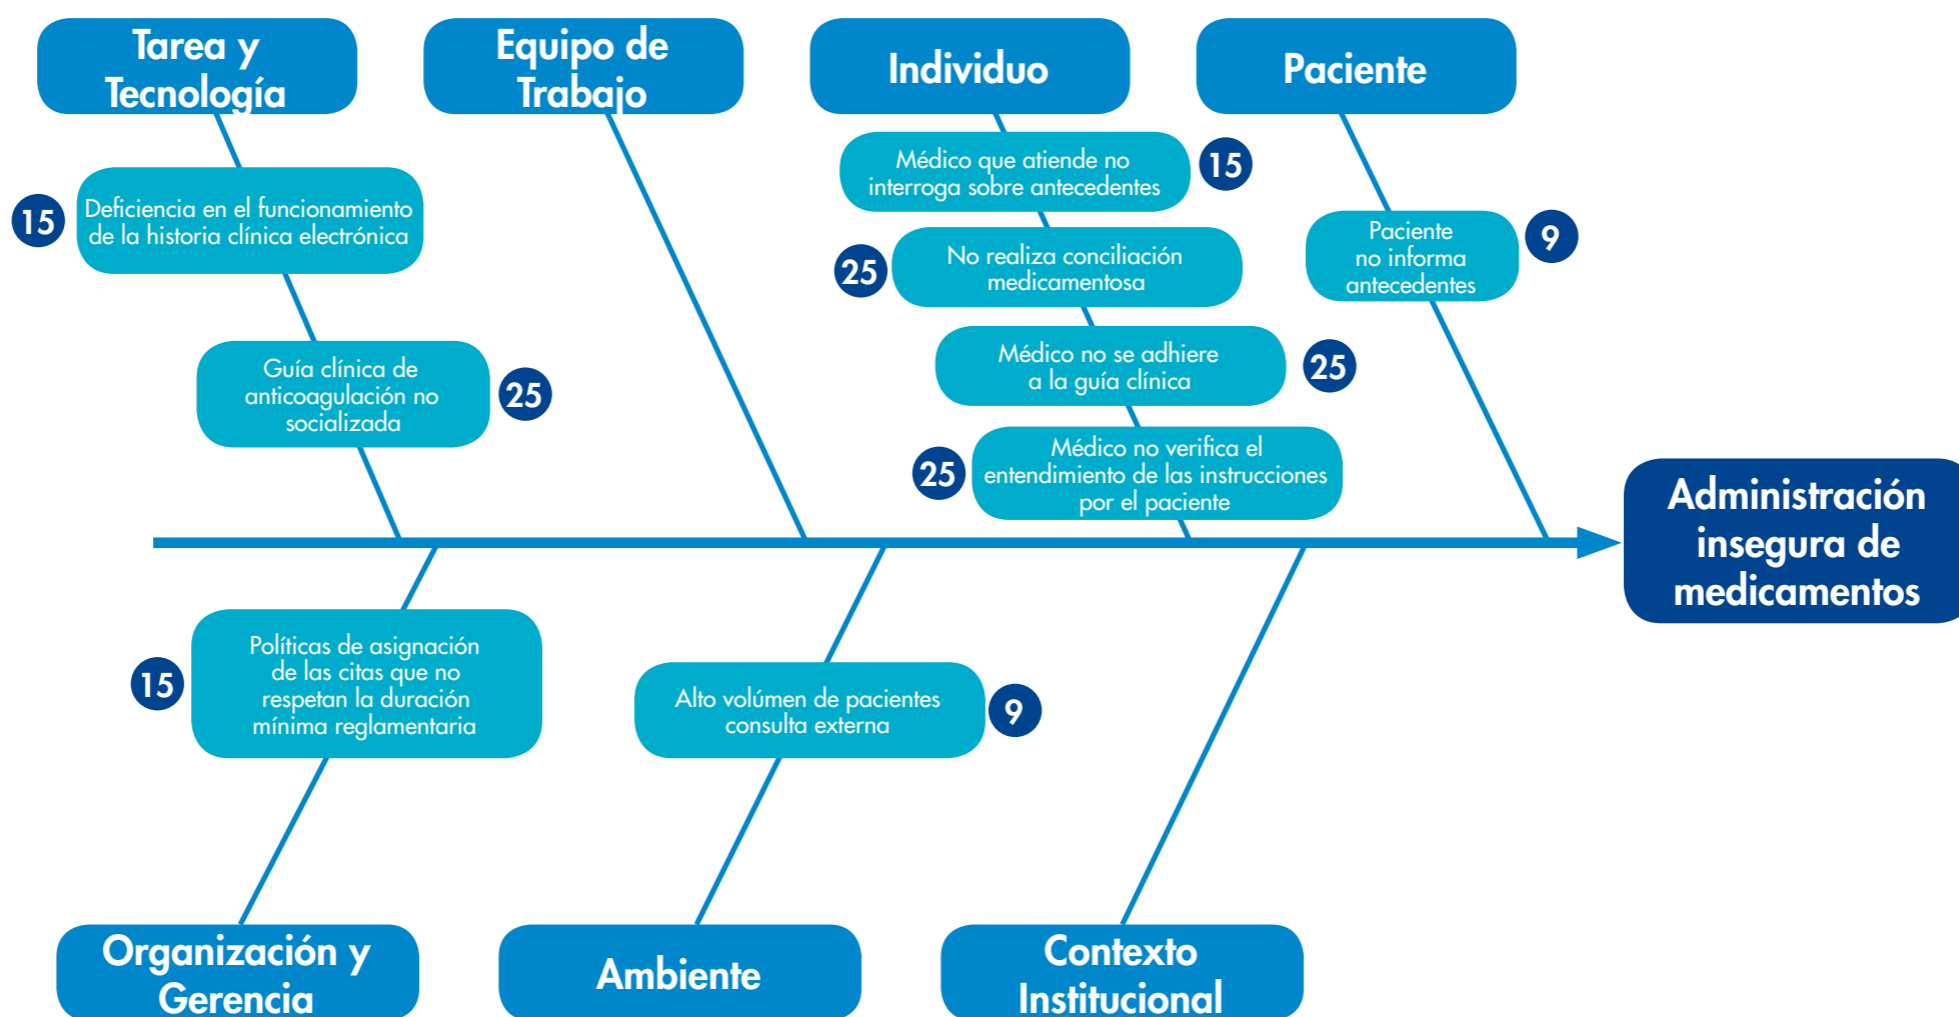 Tarea y
Tecnología
Equipo de
Trabajo
Individuo
Paciente
Médico que atiende no
interroga sobre antecedentes
15
15
Deficiencia en el funcionamiento
de la historia clínica electrónica
Paciente
no informa
antecedentes
9
25
No realiza conciliación
medicamentosa
Guía clínica de
anticoagulación no
socializada
25
Médico no se adhiere
a la guía clínica
25
25
Médico no verifica el
entendimiento de las instrucciones
por el paciente
Administración
insegura de
medicamentos
15
Políticas de asignación
de las citas que no
respetan la duración
mínima reglamentaria
Alto volúmen de pacientes
consulta externa
9
Organización y
Gerencia
Ambiente
Contexto
Institucional